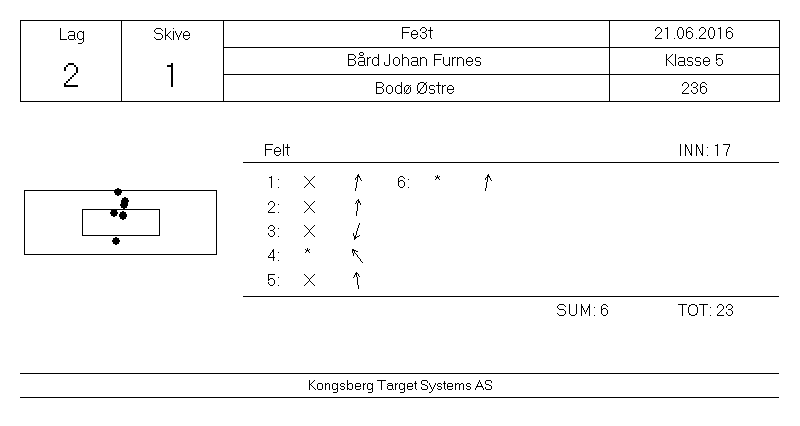 Lag Skive Fe3t 21.06.2016
2 1 Bård Johan Furnes Klasse 5
Bodø Østre 236
Felt INN: 17
1: X ↑ 6: * ↑
2: X ↑
3: X ↙
4: * ↖
5: X ↑
SUM: 6 TOT: 23
Kongsberg Target Systems AS